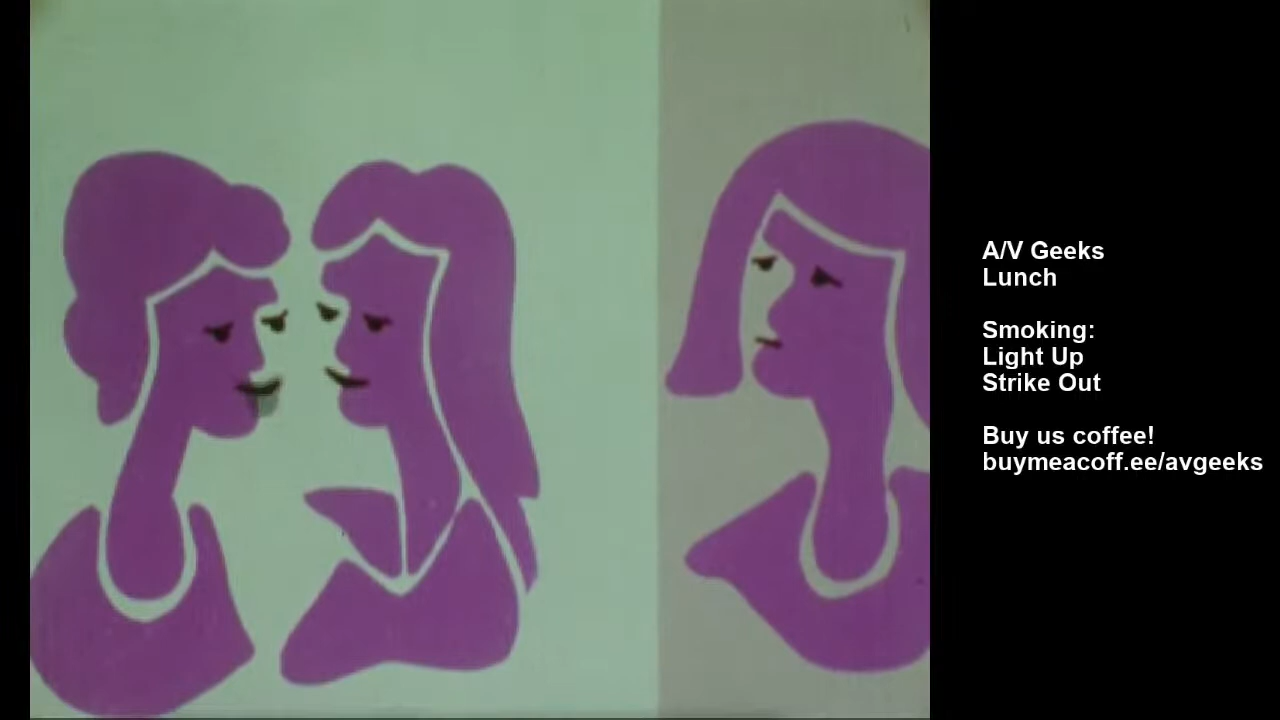 A/V Geeks
Lunch
Smoking:
Light Up
Strike Out
Buy us coffee!
buymeacoff.ee/avgeeks